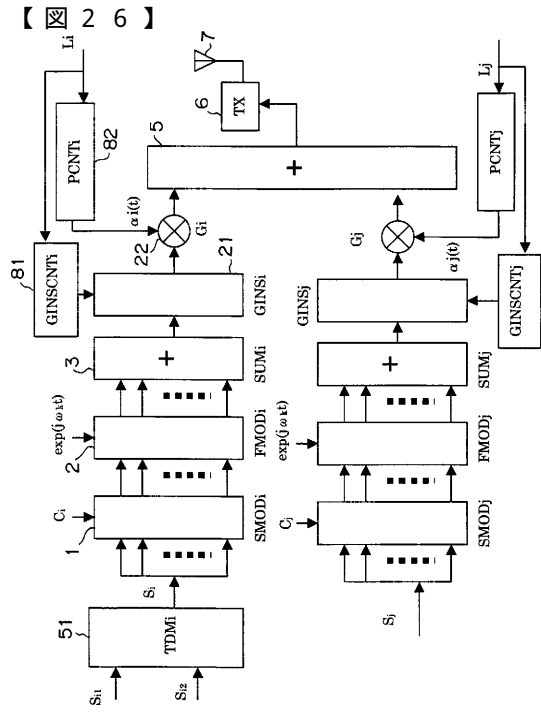 【図２６】
Li
82
PCNTi
81
GINSCNTi
αi(t)
22
Gi
21
GINSi
3
+
SUMi
exp(jωkt)
2
FMODi
Ci
1
SMODi
Si
51
TDMi
Si1
Si2
7
6
TX
5
+
Lj
PCNTj
αj(t)
GINSCNTj
Gj
GINSj
+
SUMj
exp(jωkt)
FMODj
Cj
SMODj
Sj